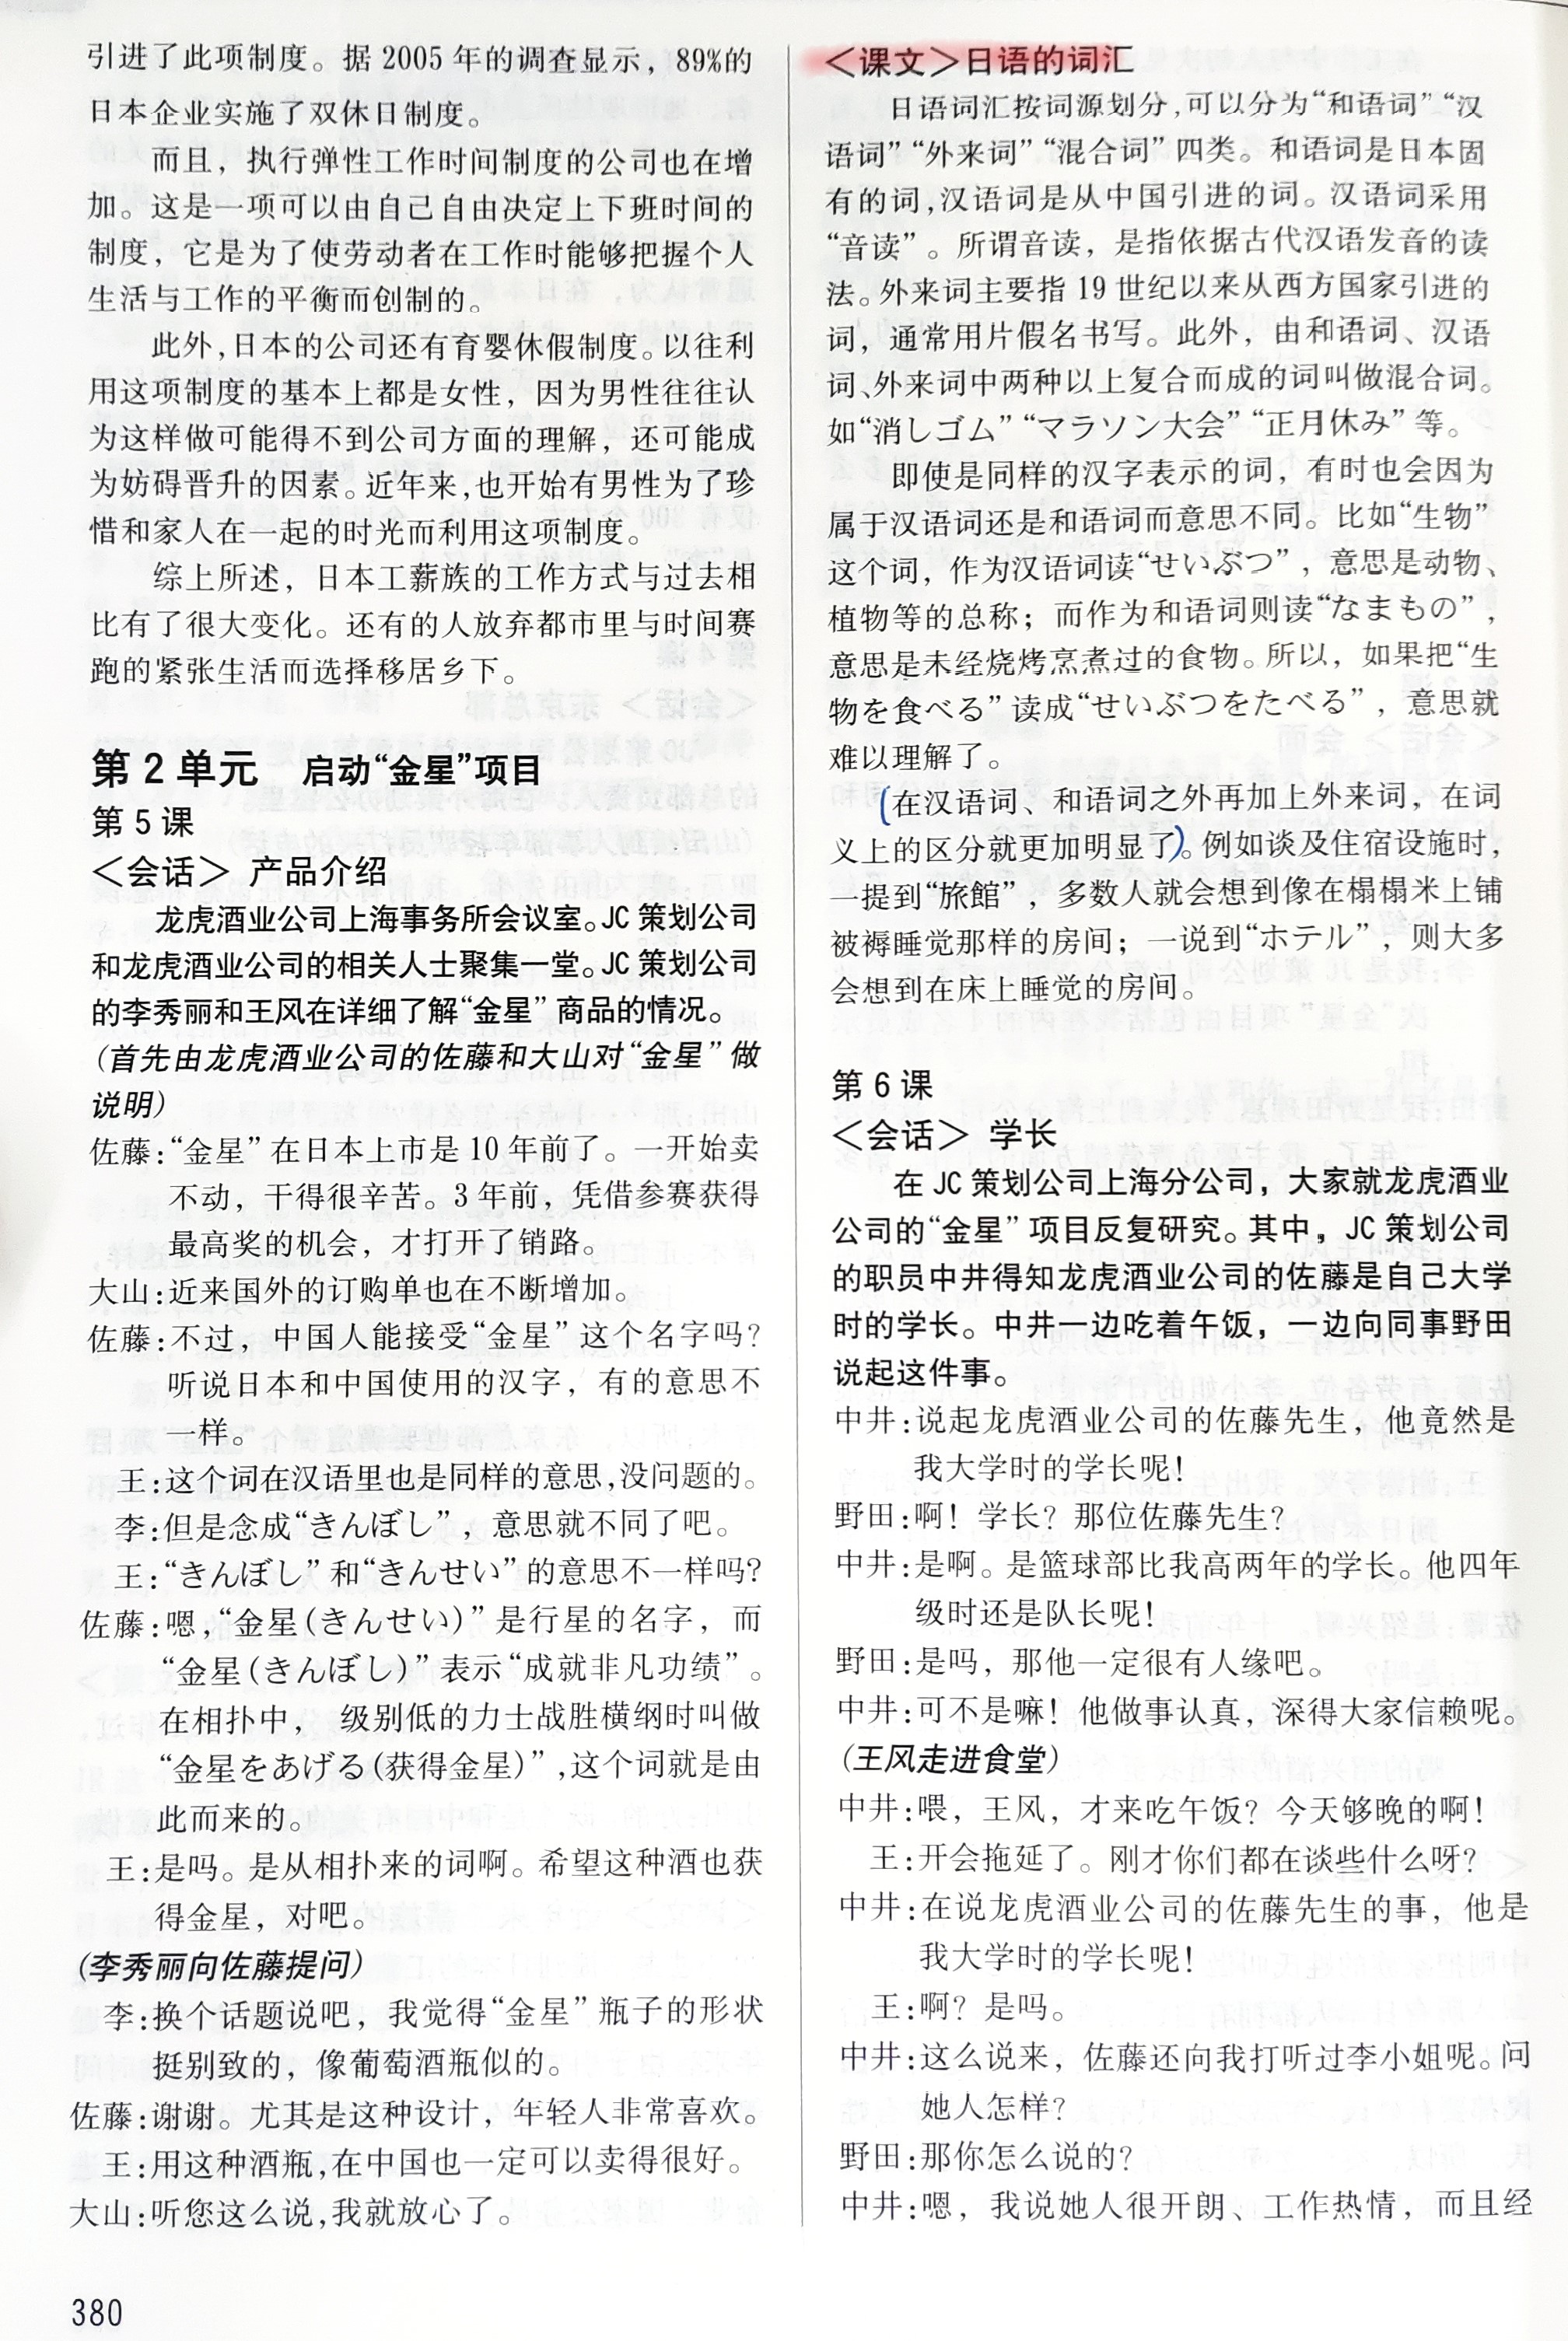 引进了此项制度。据 2005 年的调查显示，89%的
日本企业实施了双休日制度。
而且，执行弹性工作时间制度的公司也在增
加。这是一项可以由自己自由决定上下班时间的
制度，它是为了使劳动者在工作时能够把握个人
生活与工作的平衡而创制的。
此外，日本的公司还有育婴休假制度。以往利
用这项制度的基本上都是女性，因为男性往往认
为这样做可能得不到公司方面的理解，还可能成
为妨碍晋升的因素。近年来，也开始有男性为了珍
惜和家人在一起的时光而利用这项制度。
综上所述，日本工薪族的工作方式与过去相
比有了很大变化。还有的人放弃都市里与时间赛
跑的紧张生活而选择移居乡下。
第 2 单元　启动“金星”项目
第 5 课
＜会话＞ 产品介绍
龙虎酒业公司上海事务所会议室。JC 策划公司
和龙虎酒业公司的相关人士聚集一堂。JC 策划公司
的李秀丽和王风在详细了解“金星”商品的情况。
（首先由龙虎酒业公司的佐藤和大山对“金星”做
说明）
佐藤：“金星”在日本上市是 10 年前了。一开始卖
不动，干得很辛苦。3 年前，凭借参赛获得
最高奖的机会，才打开了销路。
大山：近来国外的订购单也在不断增加。
佐藤：不过，中国人能接受“金星”这个名字吗？
听说日本和中国使用的汉字，有的意思不
一样。
王：这个词在汉语里也是同样的意思，没问题的。
李：但是念成“きんぼし”，意思就不同了吧。
王：“きんぼし”和“きんせい”的意思不一样吗？
佐藤：嗯，“金星（きんせい）”是行星的名字，而
“金星（きんぼし）”表示“成就非凡功绩”。
在相扑中，级别低的力士战胜横纲时叫做
“金星をあげる（获得金星）”，这个词就是由
此而来的。
王：是吗。是从相扑来的词啊。希望这种酒也获
得金星，对吧。
（李秀丽向佐藤提问）
李：换个话题说吧，我觉得“金星”瓶子的形状
挺别致的，像葡萄酒瓶似的。
佐藤：谢谢。尤其是这种设计，年轻人非常喜欢。
王：用这种酒瓶，在中国也一定可以卖得很好。
大山：听您这么说，我就放心了。
380
＜课文＞日语的词汇
日语词汇按词源划分，可以分为“和语词”“汉
语词”“外来词”“混合词”四类。和语词是日本固
有的词，汉语词是从中国引进的词。汉语词采用
“音读”。所谓音读，是指依据古代汉语发音的读
法。外来词主要指 19 世纪以来从西方国家引进的
词，通常用片假名书写。此外，由和语词、汉语
词、外来词中两种以上复合而成的词叫做混合词。
如“消しゴム”“マラソン大会”“正月休み”等。
即使是同样的汉字表示的词，有时也会因为
属于汉语词还是和语词而意思不同。比如“生物”
这个词，作为汉语词读“せいぶつ”，意思是动物、
植物等的总称；而作为和语词则读“なまもの”，
意思是未经烧烤烹煮过的食物。所以，如果把“生
物を食べる”读成“せいぶつをたべる”，意思就
难以理解了。
(在汉语词、和语词之外再加上外来词，在词
义上的区分就更加明显了)。例如谈及住宿设施时，
一提到“旅館”，多数人就会想到像在榻榻米上铺
被褥睡觉那样的房间；一说到“ホテル”，则大多
会想到在床上睡觉的房间。
第 6 课
＜会话＞ 学长
在 JC 策划公司上海分公司，大家就龙虎酒业
公司的“金星”项目反复研究。其中，JC 策划公司
的职员中井得知龙虎酒业公司的佐藤是自己大学
时的学长。中井一边吃着午饭，一边向同事野田
说起这件事。
中井：说起龙虎酒业公司的佐藤先生，他竟然是
我大学时的学长呢！
野田：啊！学长？那位佐藤先生？
中井：是啊。是篮球部比我高两年的学长。他四年
级时还是队长呢！
野田：是吗，那他一定很有人缘吧。
中井：可不是嘛！他做事认真，深得大家信赖呢。
（王风走进食堂）
中井：喂，王风，才来吃午饭？今天够晚的啊！
王：开会拖延了。刚才你们都在谈些什么呀？
中井：在说龙虎酒业公司的佐藤先生的事，他是
我大学时的学长呢！
王：啊？是吗。
中井：这么说来，佐藤还向我打听过李小姐呢。问
她人怎样？
野田：那你怎么说的？
中井：嗯，我说她人很开朗、工作热情，而且经